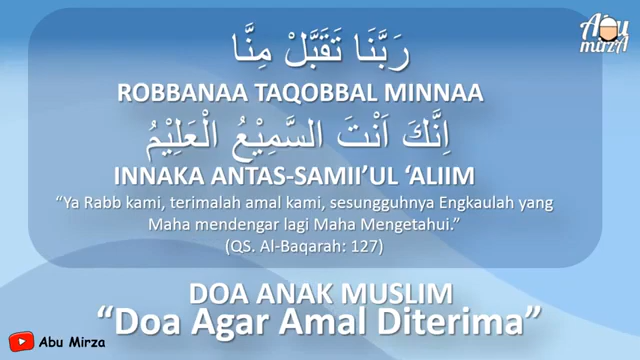 Abu
mirzA
رَبَّنَا تَقَبَّلْ مِنَّا
ROBBANAA TAQOBBAL MINNAA
اِنَّكَ اَنْتَ السَّمِيْعُ الْعَلِيْمُ
INNAKA ANTAS-SAMII’UL ‘ALIIM
“Ya Rabb kami, terimalah amal kami, sesungguhnya Engkaulah yang
Maha mendengar lagi Maha Mengetahui.”
(QS. Al-Baqarah: 127)
DOA ANAK MUSLIM
“Doa Agar Amal Diterima”
Abu Mirza